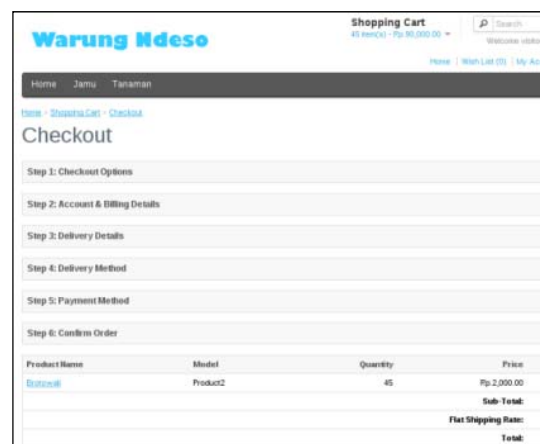 Warung Ndeso
Shopping Cart
45 item(s) - Rp.90,000.00
Search
Welcome visitor
Home Wish List (0) My Acc
Home Jamu Tanaman
Home » Shopping Cart » Checkout
Checkout
Step 1: Checkout Options
Step 2: Account & Billing Details
Step 3: Delivery Details
Step 4: Delivery Method
Step 5: Payment Method
Step 6: Confirm Order
Product Name Model Quantity Price
Brotowali Product2 45 Rp.2,000.00
Sub-Total:
Flat Shipping Rate:
Total: